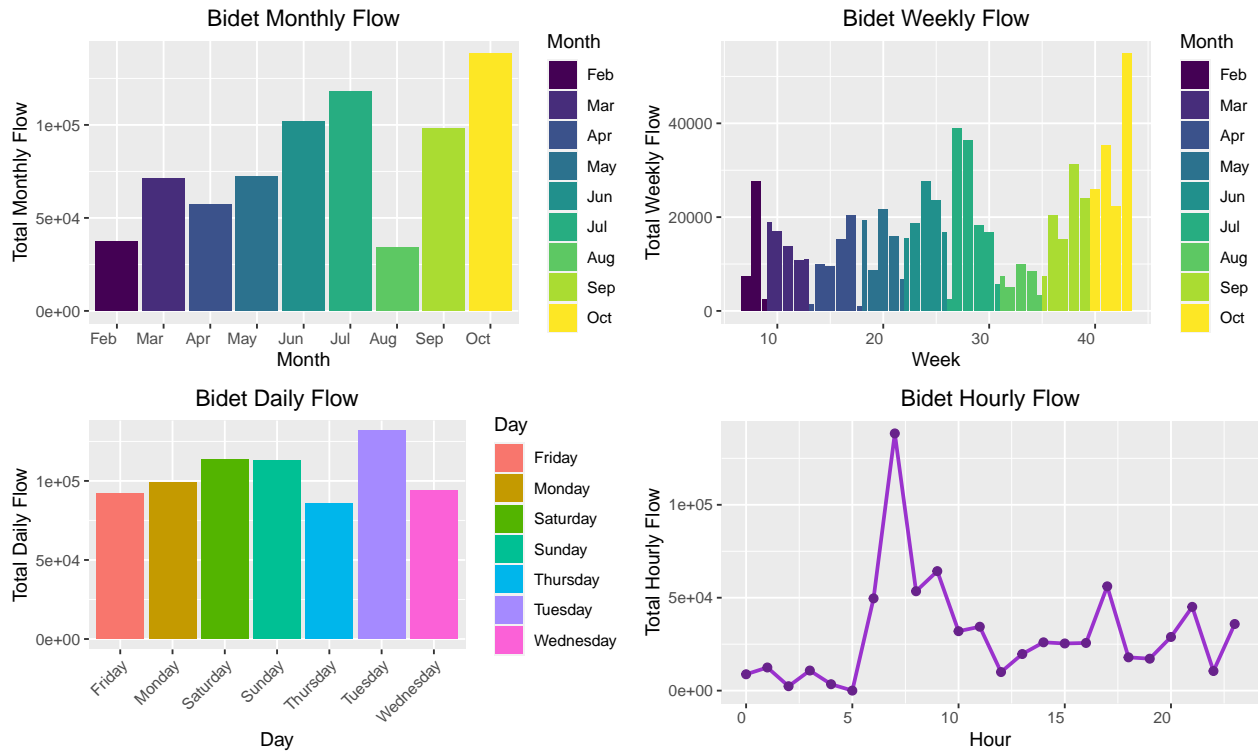 Bidet Monthly Flow
Total Monthly Flow
1e+05
5e+04
0e+00
Feb Mar Apr May Jun Jul Aug Sep Oct
Month
Month
Feb
Mar
Apr
May
Jun
Jul
Aug
Sep
Oct
Bidet Weekly Flow
Total Weekly Flow
40000
20000
0
10 20 30 40
Week
Month
Feb
Mar
Apr
May
Jun
Jul
Aug
Sep
Oct
Bidet Daily Flow
Total Daily Flow
1e+05
5e+04
0e+00
Friday Monday Saturday Sunday Thursday Tuesday Wednesday
Day
Day
Friday
Monday
Saturday
Sunday
Thursday
Tuesday
Wednesday
Bidet Hourly Flow
Total Hourly Flow
1e+05
5e+04
0e+00
0 5 10 15 20
Hour